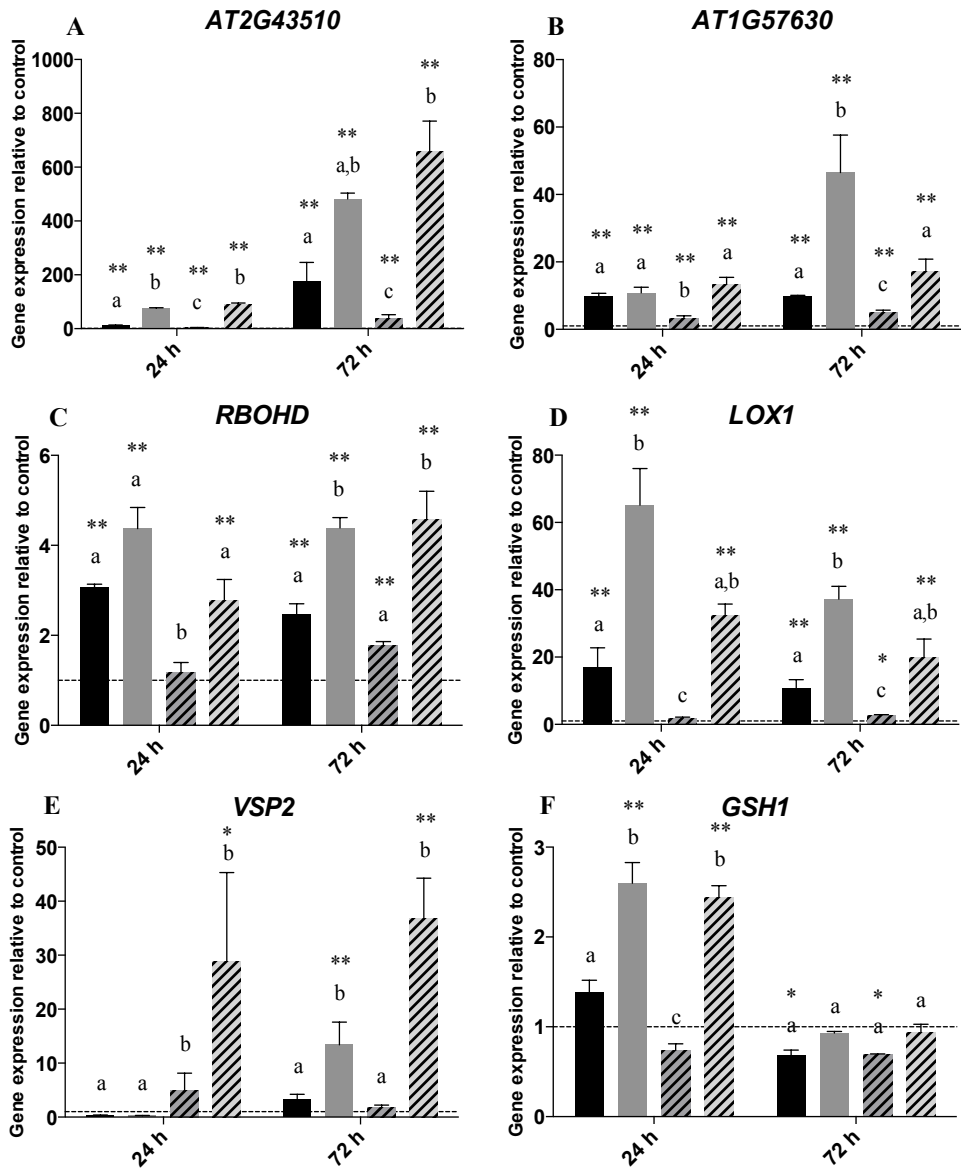 A AT2G43510
Gene expression relative to control
1000
800
600
400
200
0
** ** ** ** ** ** ** **
a b c b a a,b c b
24 h 72 h
B AT1G57630
Gene expression relative to control
80
60
40
20
0
** ** ** ** ** ** ** **
a a b a a b c a
24 h 72 h
C RBOHD
Gene expression relative to control
6
4
2
0
** ** ** ** ** ** **
a a b a a b a b
24 h 72 h
D LOX1
Gene expression relative to control
80
60
40
20
0
** ** ** ** ** * **
a b c a,b a b c a,b
24 h 72 h
E VSP2
Gene expression relative to control
50
40
30
20
10
0
* ** **
a a b b a b a b
24 h 72 h
F GSH1
Gene expression relative to control
3
2
1
0
** ** * *
a b c b a a a a
24 h 72 h